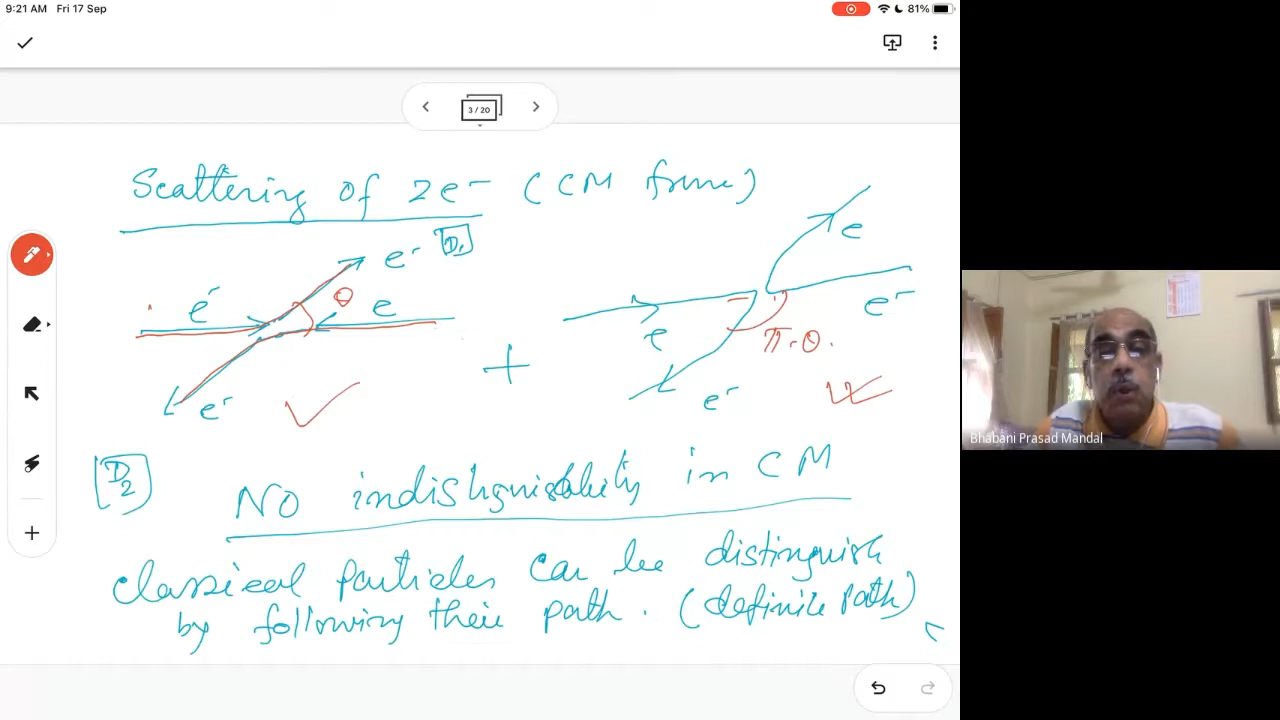 9:21 AM Fri 17 Sep
81%
3 / 20
Scattering of 2e- (CM frame)
e- D1
e
e-
θ
e
e-
e
e-
+
e
π-θ.
e-
e-
D2
No indistinguishability in CM
Classical particles can be distinguish
by following their path. (definite path)
Bhabani Prasad Mandal